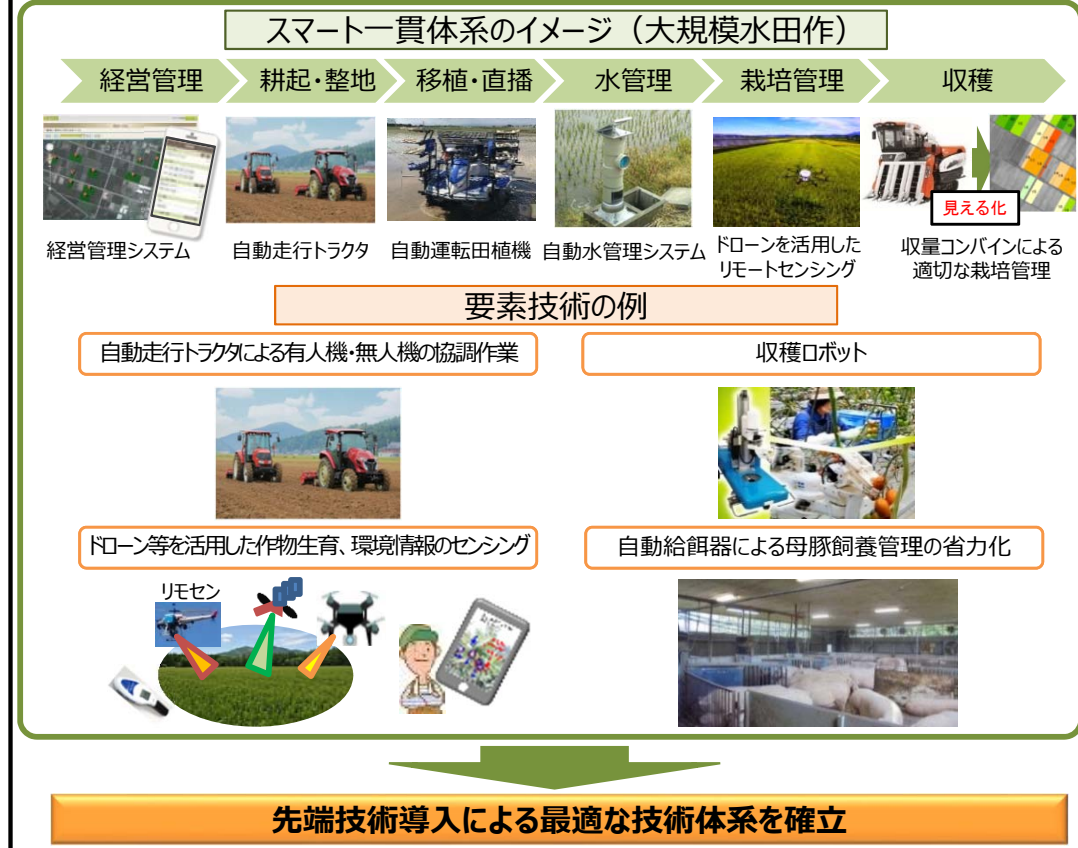 スマート一貫体系のイメージ（大規模水田作）
経営管理
耕起・整地
移植・直播
水管理
栽培管理
収穫
見える化
経営管理システム
自動走行トラクタ
自動運転田植機
自動水管理システム
ドローンを活用した
リモートセンシング
収量コンバインによる
適切な栽培管理
要素技術の例
自動走行トラクタによる有人機・無人機の協調作業
収穫ロボット
ドローン等を活用した作物生育、環境情報のセンシング
自動給餌器による母豚飼養管理の省力化
リモセン
先端技術導入による最適な技術体系を確立